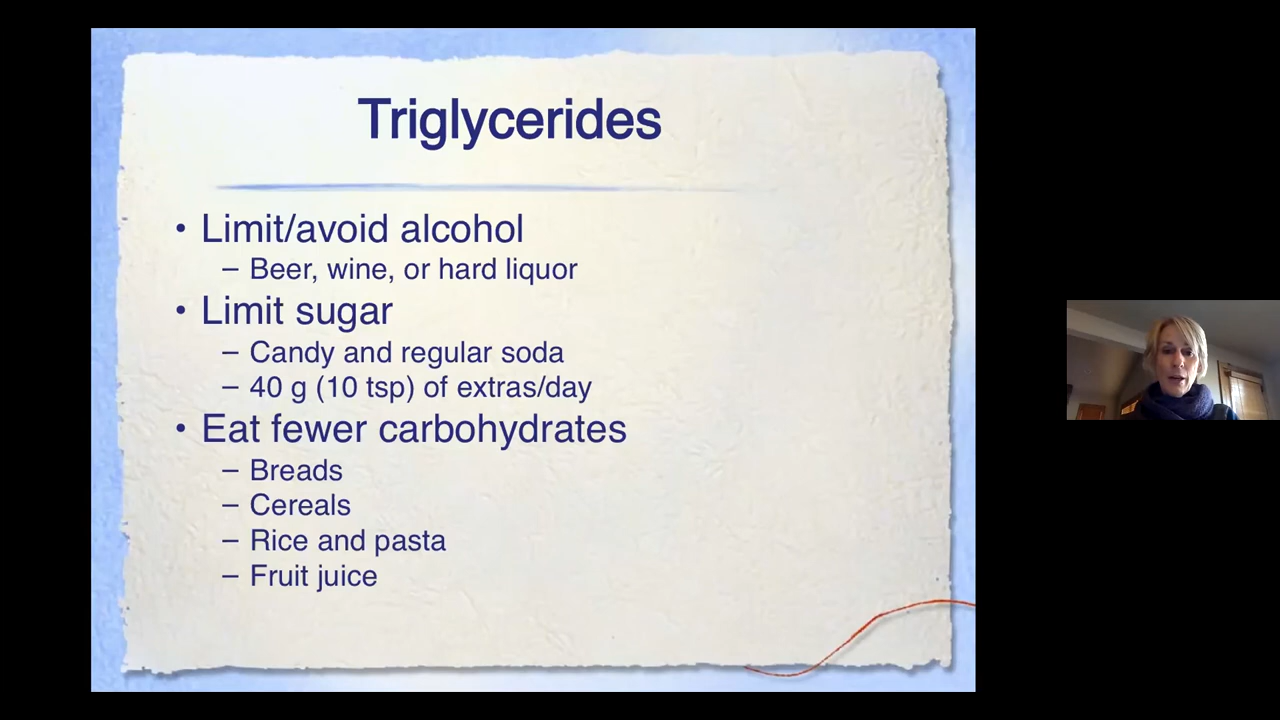 Triglycerides
• Limit/avoid alcohol
– Beer, wine, or hard liquor
• Limit sugar
– Candy and regular soda
– 40 g (10 tsp) of extras/day
• Eat fewer carbohydrates
– Breads
– Cereals
– Rice and pasta
– Fruit juice